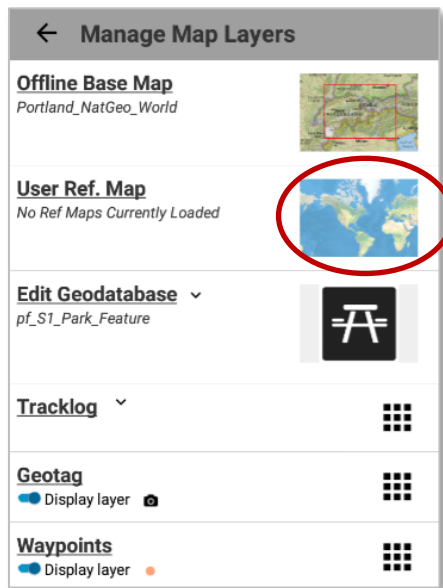 Manage Map Layers
Offline Base Map
Portland_NatGeo_World
User Ref. Map
No Ref Maps Currently Loaded
Edit Geodatabase
pf_S1_Park_Feature
Tracklog
Geotag
Display layer
Waypoints
Display layer